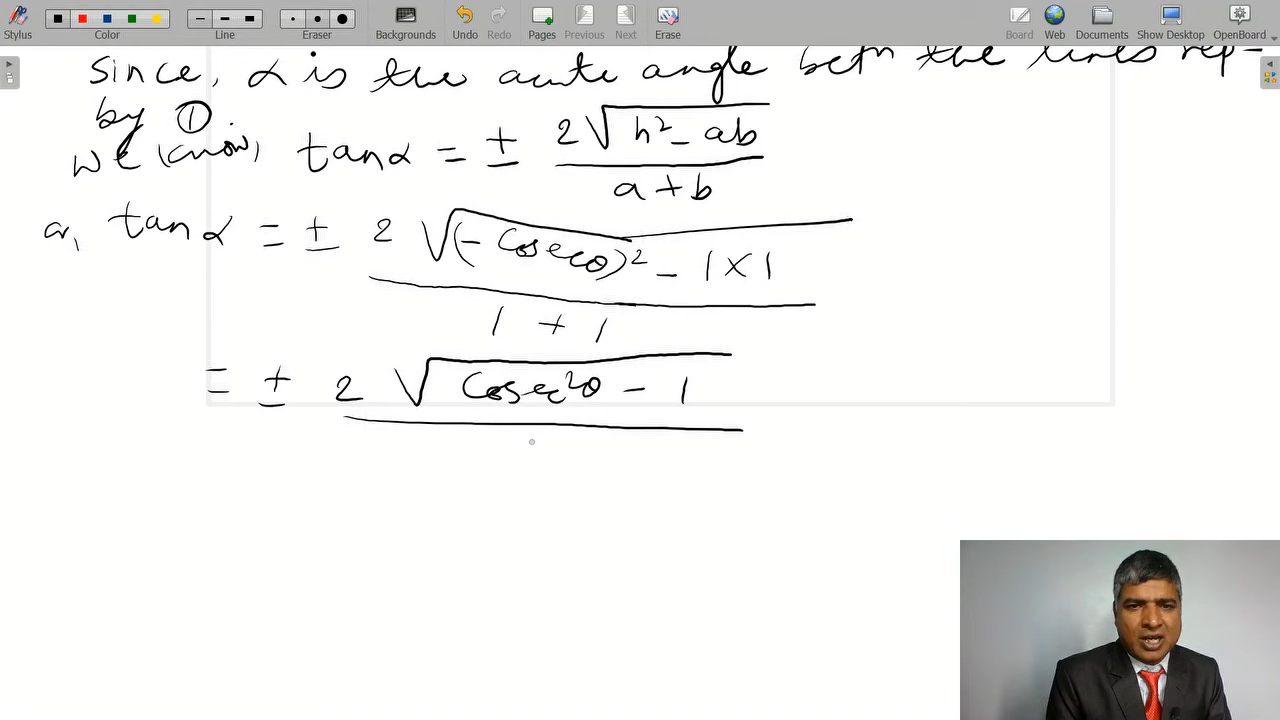 Stylus Color Line Eraser Backgrounds Undo Redo Pages Previous Next Erase Board Web Documents Show Desktop OpenBoard
Since, α is the acute angle betn the lines rep-
by ①.
We know, tanα = ± 2√(h² - ab) / (a + b)
or, tanα = ± 2√((-Cosecθ)² - 1 × 1) / (1 + 1)
= ± 2√(Cosec²θ - 1)